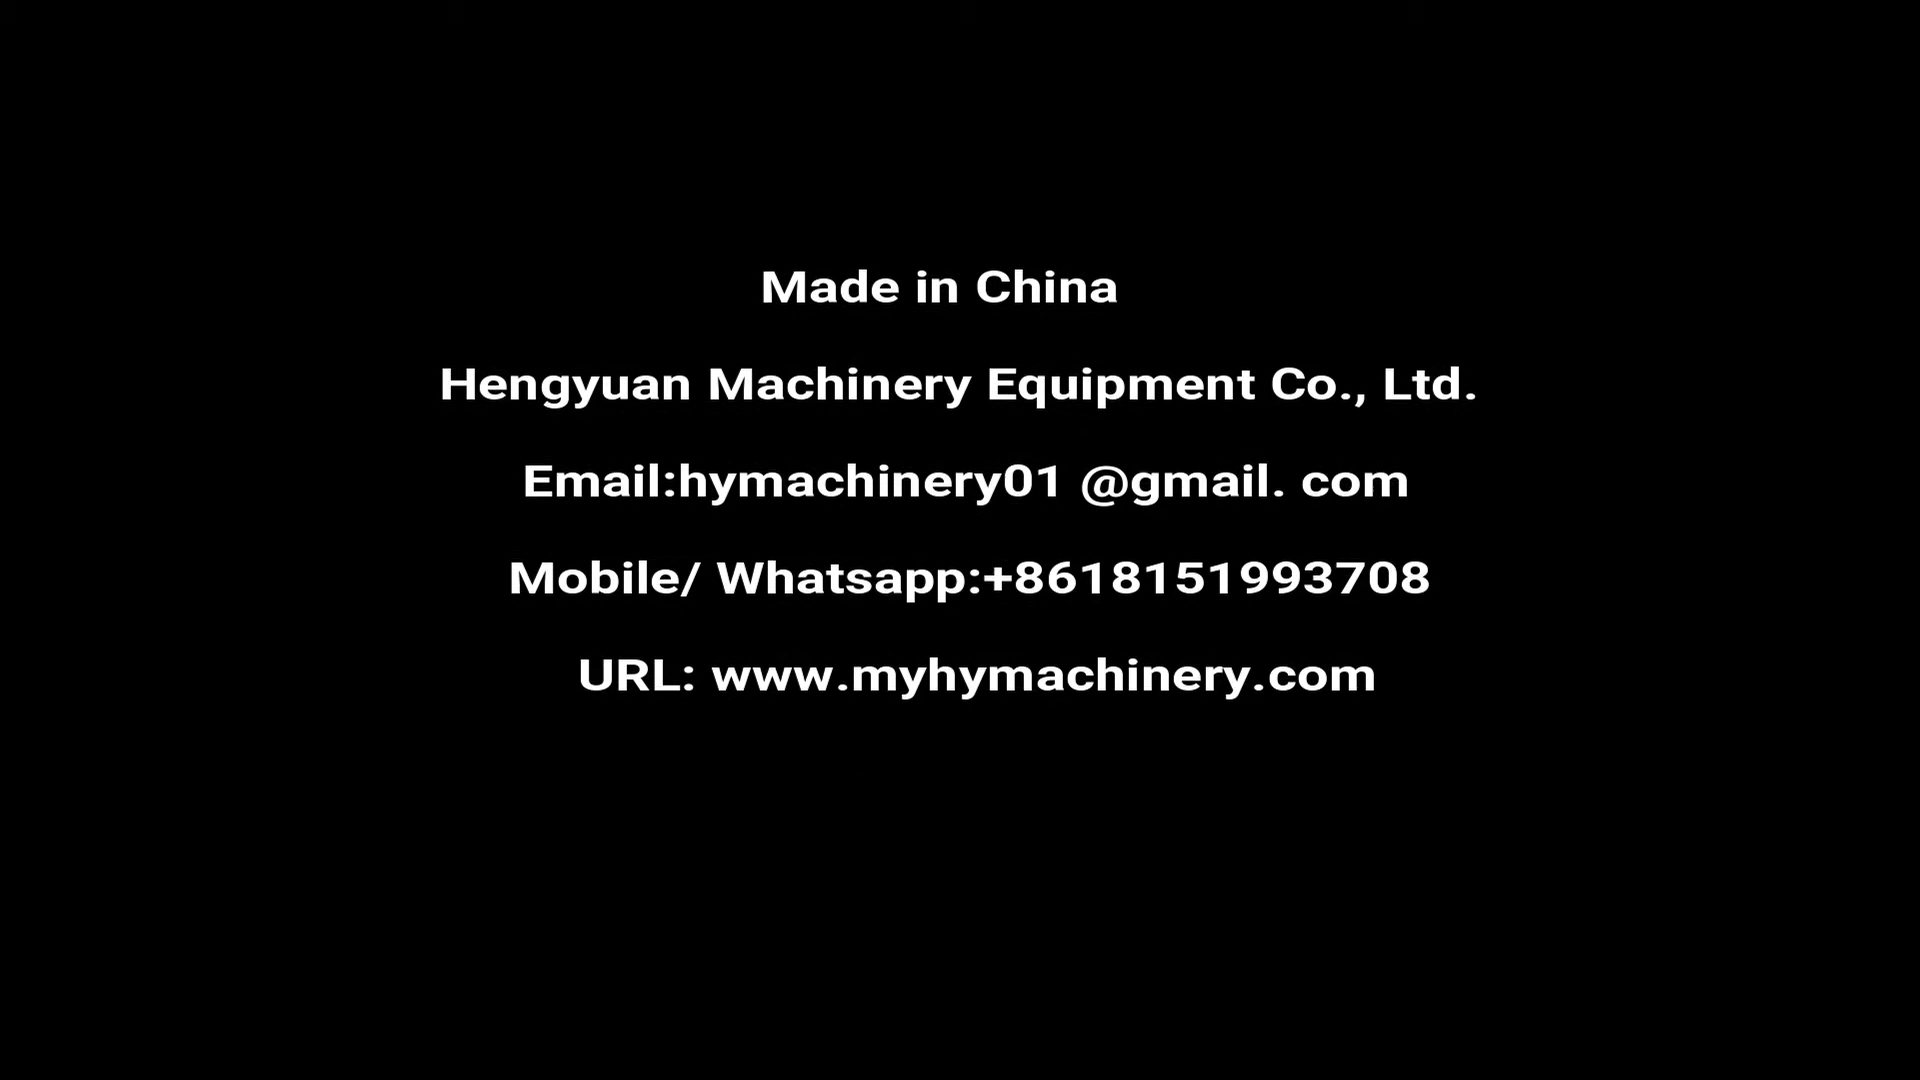 Made in China
Hengyuan Machinery Equipment Co., Ltd.
Email:hymachinery01 @gmail. com
Mobile/ Whatsapp:+8618151993708
URL: www.myhymachinery.com